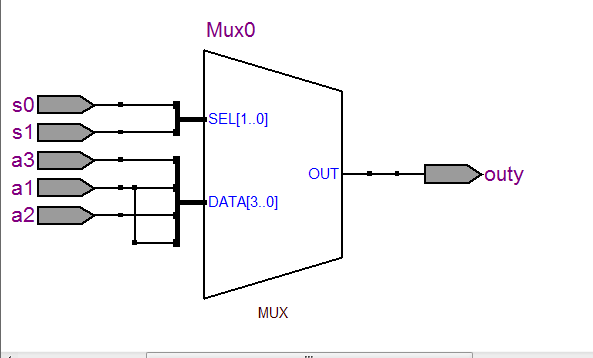 Mux0
s0
s1
SEL[1..0]
a3
a1
a2
DATA[3..0]
OUT
outy
MUX